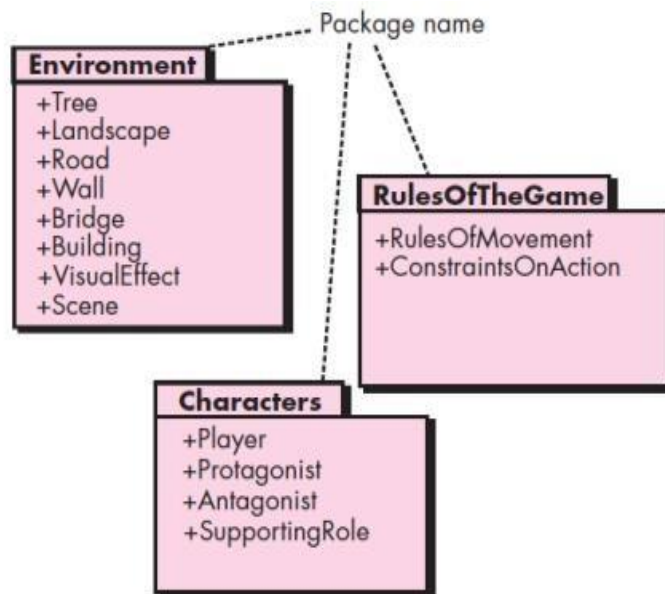 Package name
Environment
+Tree
+Landscape
+Road
+Wall
+Bridge
+Building
+VisualEffect
+Scene
RulesOfTheGame
+RulesOfMovement
+ConstraintsOnAction
Characters
+Player
+Protagonist
+Antagonist
+SupportingRole